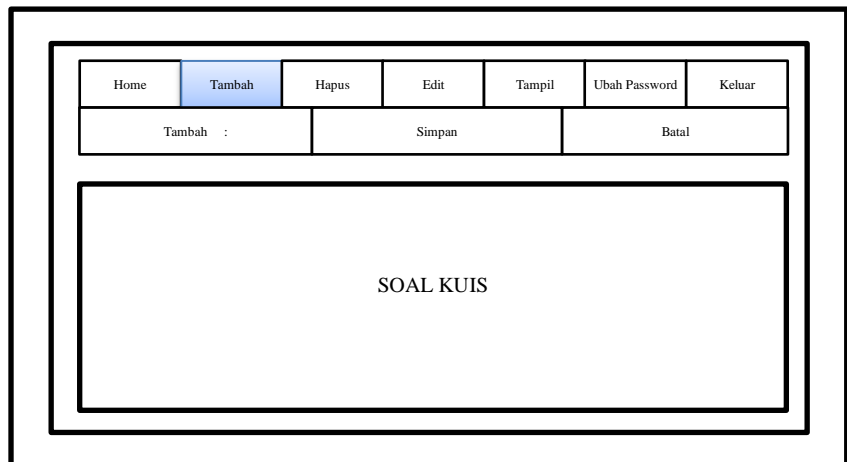 Home Tambah Hapus Edit Tampil Ubah Password Keluar
Tambah : Simpan Batal
SOAL KUIS